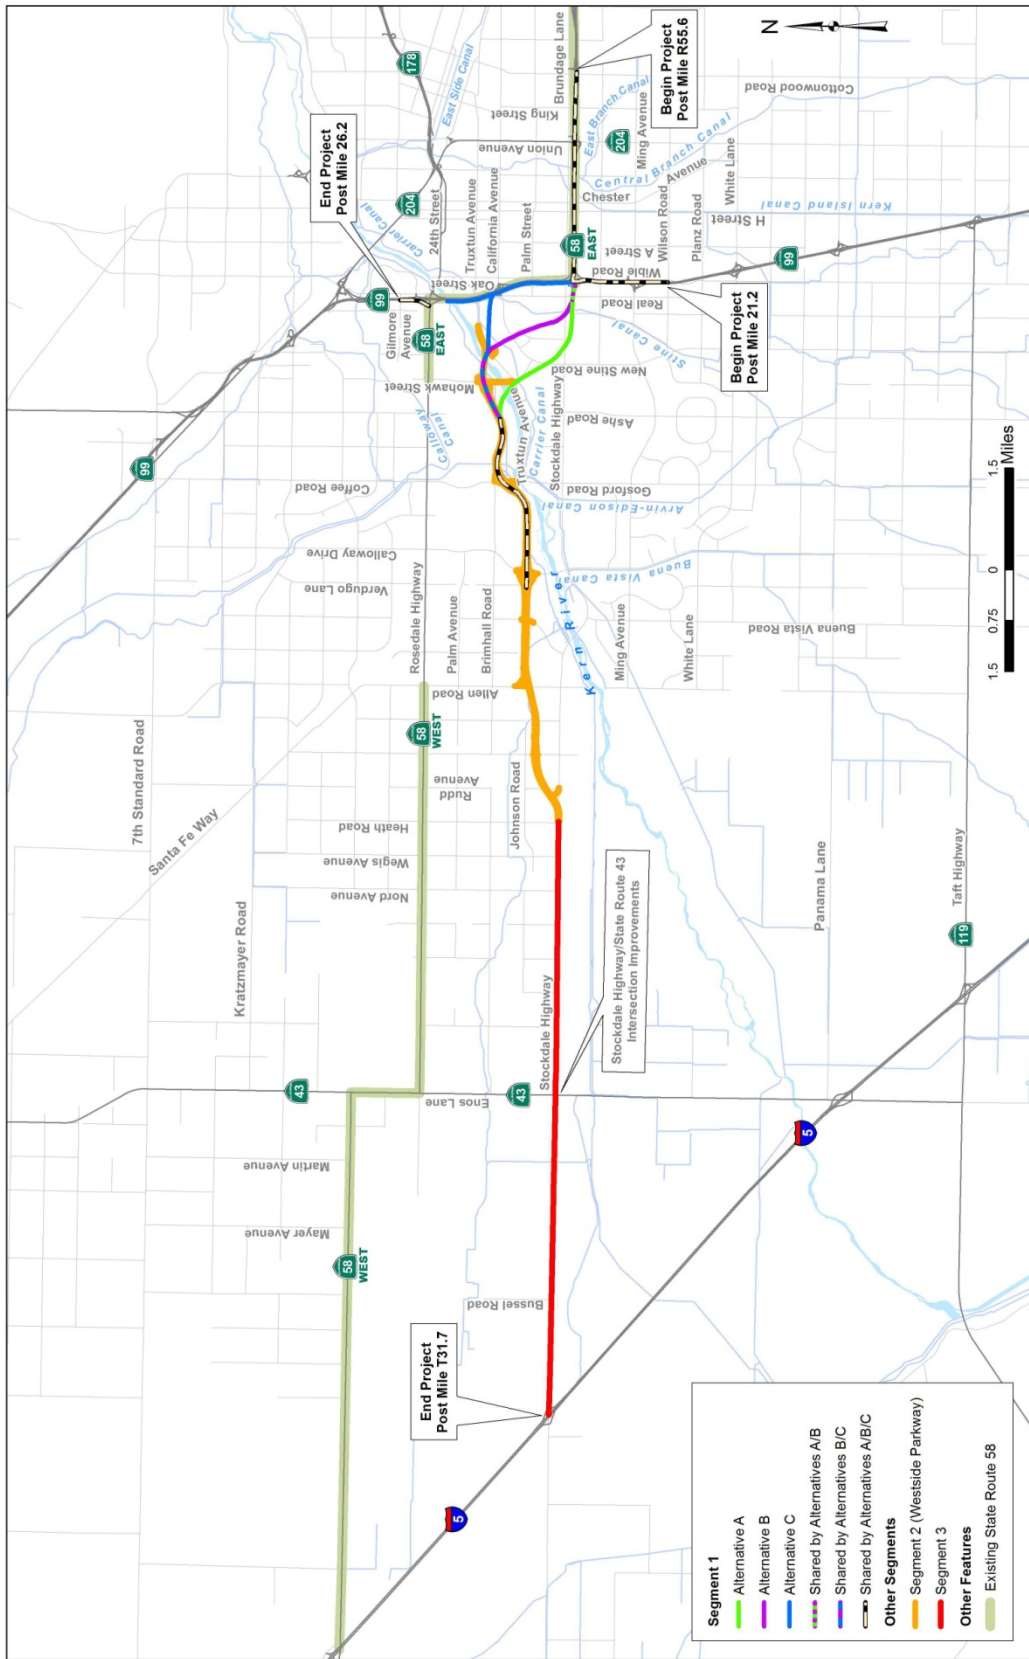 178
East Side Canal
Brundage Lane
King Street
Union Avenue
East Branch Canal
Begin Project
Post Mile R55.6
Cottonwood Road
204
Ming Avenue
Central Branch Canal
Chester
Avenue
White Lane
Kern Island Canal
N
End Project
Post Mile 26.2
204
Carrier Canal
24th Street
Truxtun Avenue
California Avenue
Palm Street
58
EAST
A Street
Wilson Road
Planz Road
H Street
99
99
Oak Street
Wible Road
Real Road
Begin Project
Post Mile 21.2
Gilmore
Avenue
58
EAST
Stine Canal
New Stine Road
Mohawk Street
Calloway
Canal
Truxtun Avenue
Carrier Canal
Stockdale Highway
Ashe Road
99
Coffee Road
Gosford Road
Arvin-Edison Canal
Calloway Drive
Verdugo Lane
Rosedale Highway
Palm Avenue
Brimhall Road
Kern River
Buena Vista Canal
Ming Avenue
White Lane
Buena Vista Road
Allen Road
1.5 0.75 0 1.5
Miles
7th Standard Road
Santa Fe Way
58
WEST
Rudd
Avenue
Heath Road
Wegis Avenue
Nord Avenue
Johnson Road
Kratzmayer Road
Stockdale Highway
Stockdale Highway/State Route 43
Intersection Improvements
Panama Lane
Taft Highway
119
43
Enos Lane
43
5
Martin Avenue
Mayer Avenue
58
WEST
Bussel Road
End Project
Post Mile T31.7
5
Segment 1
Alternative A
Alternative B
Alternative C
Shared by Alternatives A/B
Shared by Alternatives B/C
Shared by Alternatives A/B/C
Other Segments
Segment 2 (Westside Parkway)
Segment 3
Other Features
Existing State Route 58